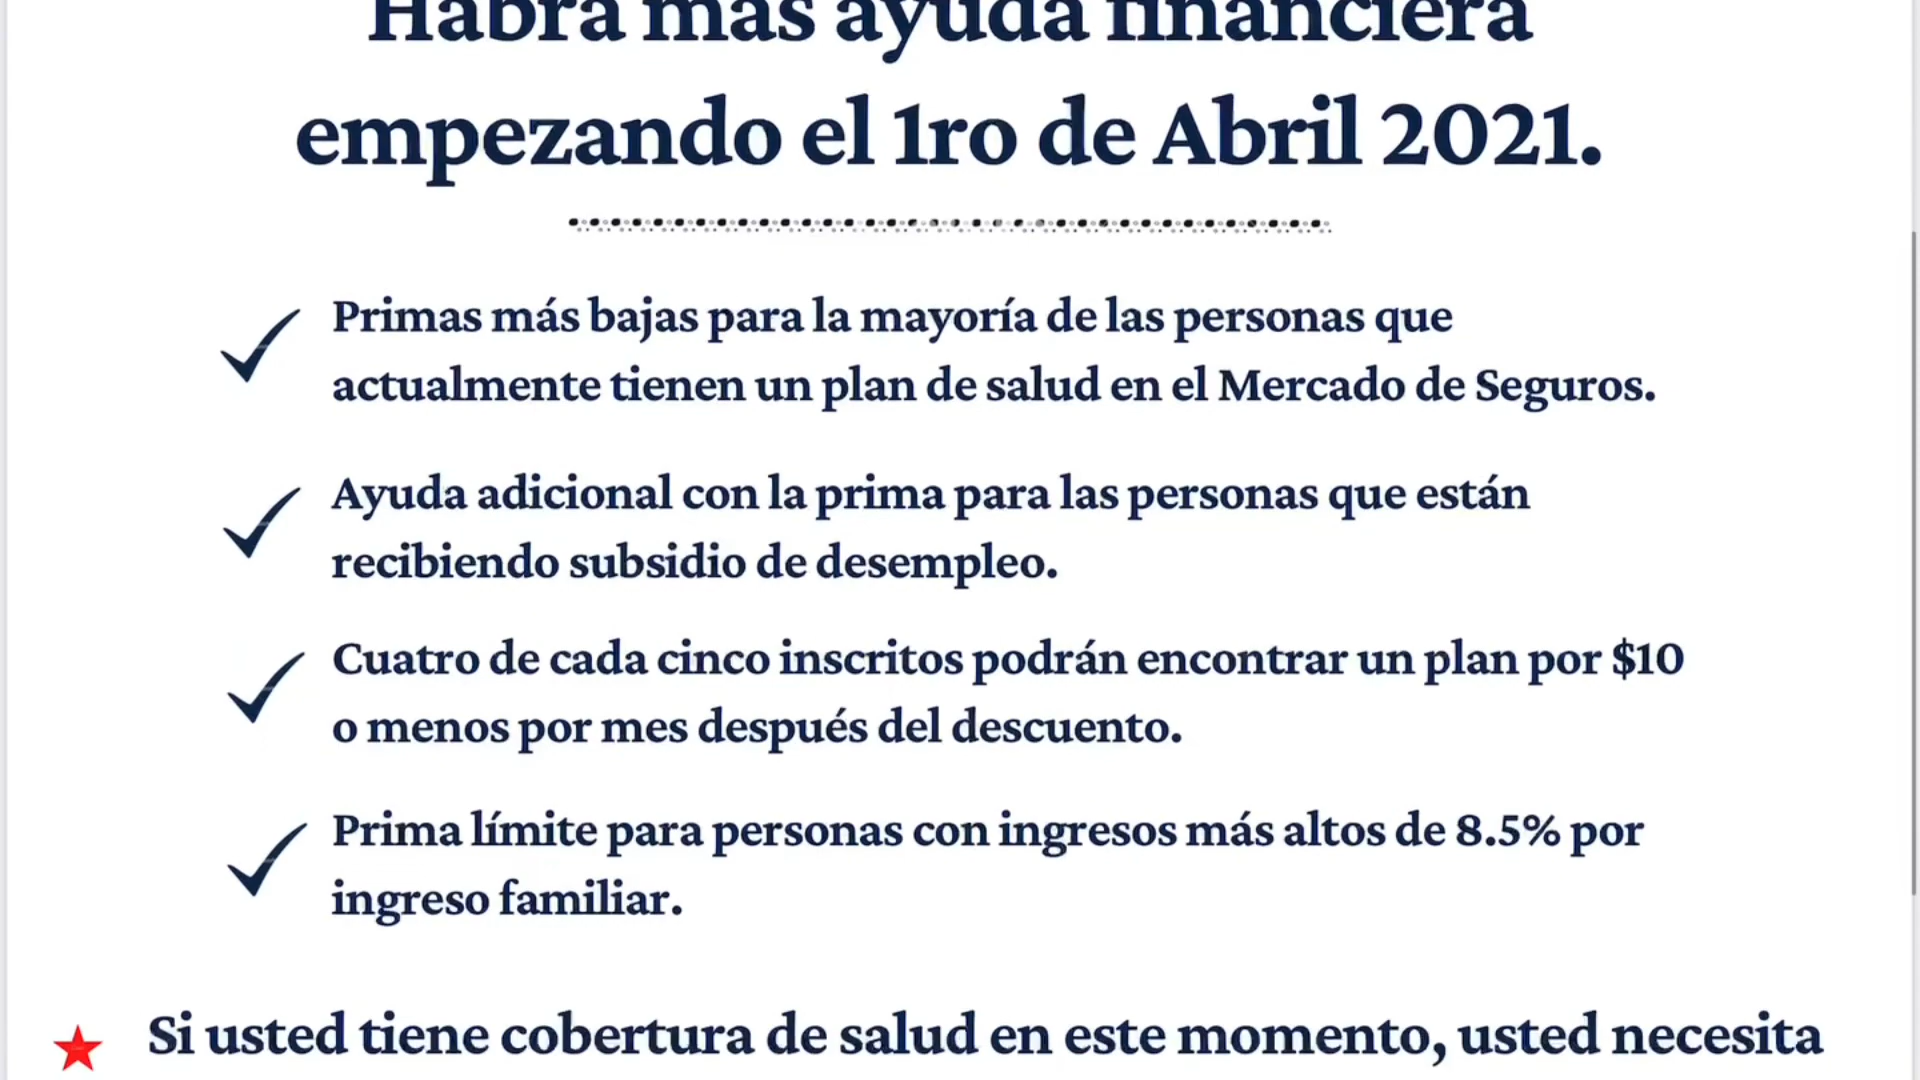 Habrá más ayuda financiera
empezando el 1ro de Abril 2021.
Primas más bajas para la mayoría de las personas que
actualmente tienen un plan de salud en el Mercado de Seguros.
Ayuda adicional con la prima para las personas que están
recibiendo subsidio de desempleo.
Cuatro de cada cinco inscritos podrán encontrar un plan por $10
o menos por mes después del descuento.
Prima límite para personas con ingresos más altos de 8.5% por
ingreso familiar.
Si usted tiene cobertura de salud en este momento, usted necesita